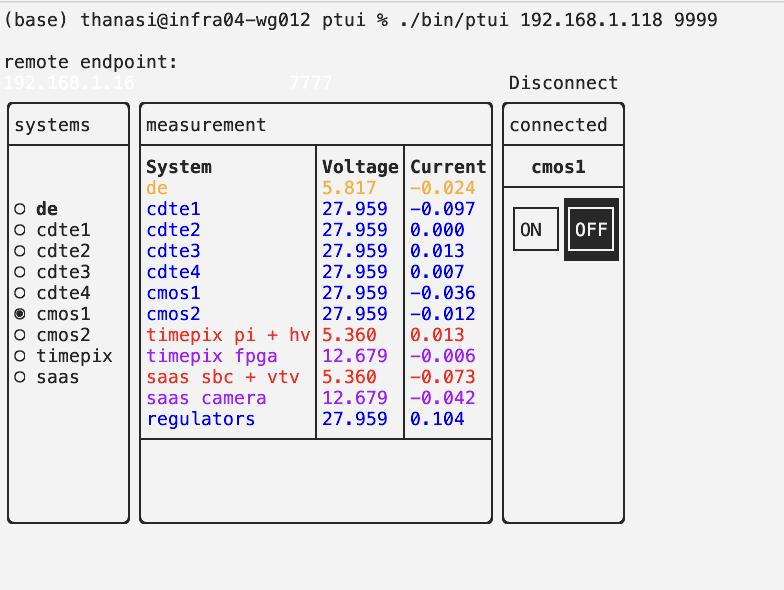 (base) thanasi@infra04-wg012 ptui % ./bin/ptui 192.168.1.118 9999
remote endpoint:
192.168.1.16 7777 Disconnect
systems
de
cdte1
cdte2
cdte3
cdte4
cmos1
cmos2
timepix
saas
measurement
System Voltage Current
de 5.817 -0.024
cdte1 27.959 -0.097
cdte2 27.959 0.000
cdte3 27.959 0.013
cdte4 27.959 0.007
cmos1 27.959 -0.036
cmos2 27.959 -0.012
timepix pi + hv 5.360 0.013
timepix fpga 12.679 -0.006
saas sbc + vtv 5.360 -0.073
saas camera 12.679 -0.042
regulators 27.959 0.104
connected
cmos1
ON OFF